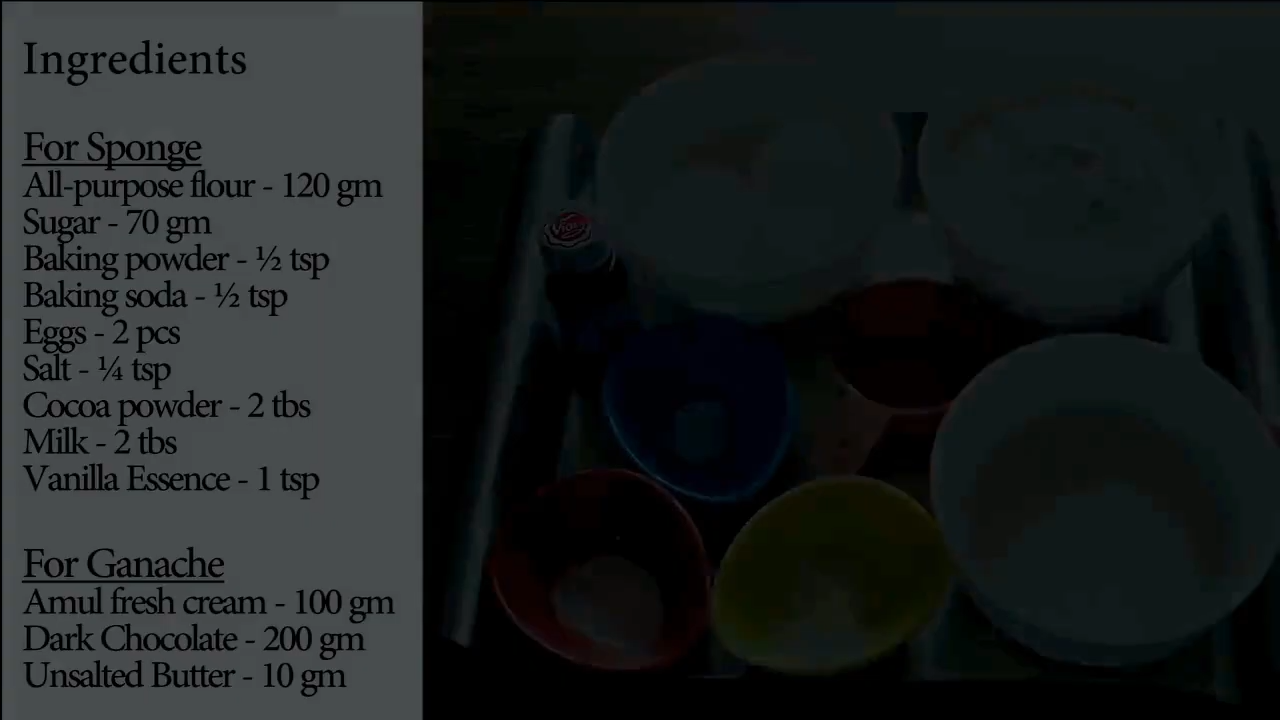 Ingredients
For Sponge
All-purpose flour - 120 gm
Sugar - 70 gm
Baking powder - ½ tsp
Baking soda - ½ tsp
Eggs - 2 pcs
Salt - ¼ tsp
Cocoa powder - 2 tbs
Milk - 2 tbs
Vanilla Essence - 1 tsp
For Ganache
Amul fresh cream - 100 gm
Dark Chocolate - 200 gm
Unsalted Butter - 10 gm